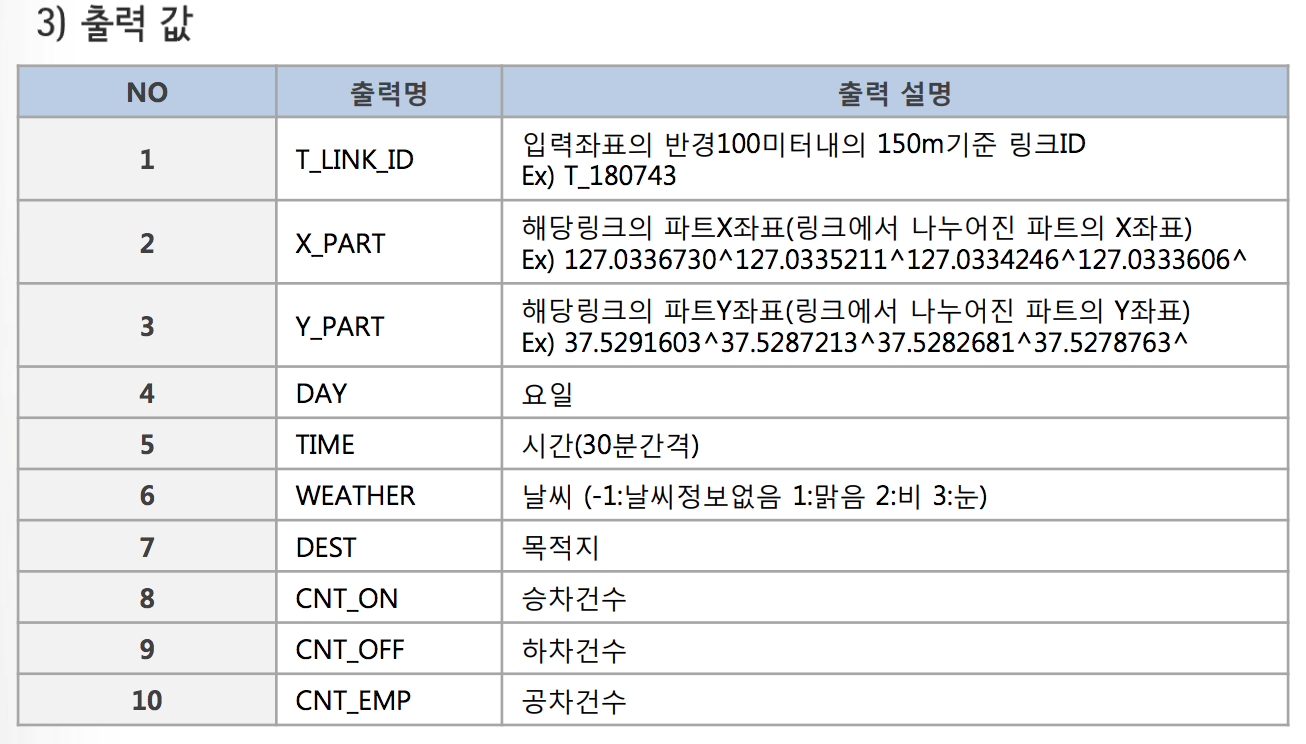 3) 출력 값
NO 출력명 출력 설명
1 T_LINK_ID 입력좌표의 반경100미터내의 150m기준 링크ID
Ex) T_180743
2 X_PART 해당링크의 파트X좌표(링크에서 나누어진 파트의 X좌표)
Ex) 127.0336730^127.0335211^127.0334246^127.0333606^
3 Y_PART 해당링크의 파트Y좌표(링크에서 나누어진 파트의 Y좌표)
Ex) 37.5291603^37.5287213^37.5282681^37.5278763^
4 DAY 요일
5 TIME 시간(30분간격)
6 WEATHER 날씨 (-1:날씨정보없음 1:맑음 2:비 3:눈)
7 DEST 목적지
8 CNT_ON 승차건수
9 CNT_OFF 하차건수
10 CNT_EMP 공차건수